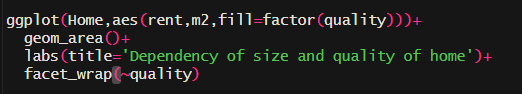 ggplot(Home,aes(rent,m2,fill=factor(quality)))+
  geom_area()+
  labs(title='Dependency of size and quality of home')+
  facet_wrap(~quality)